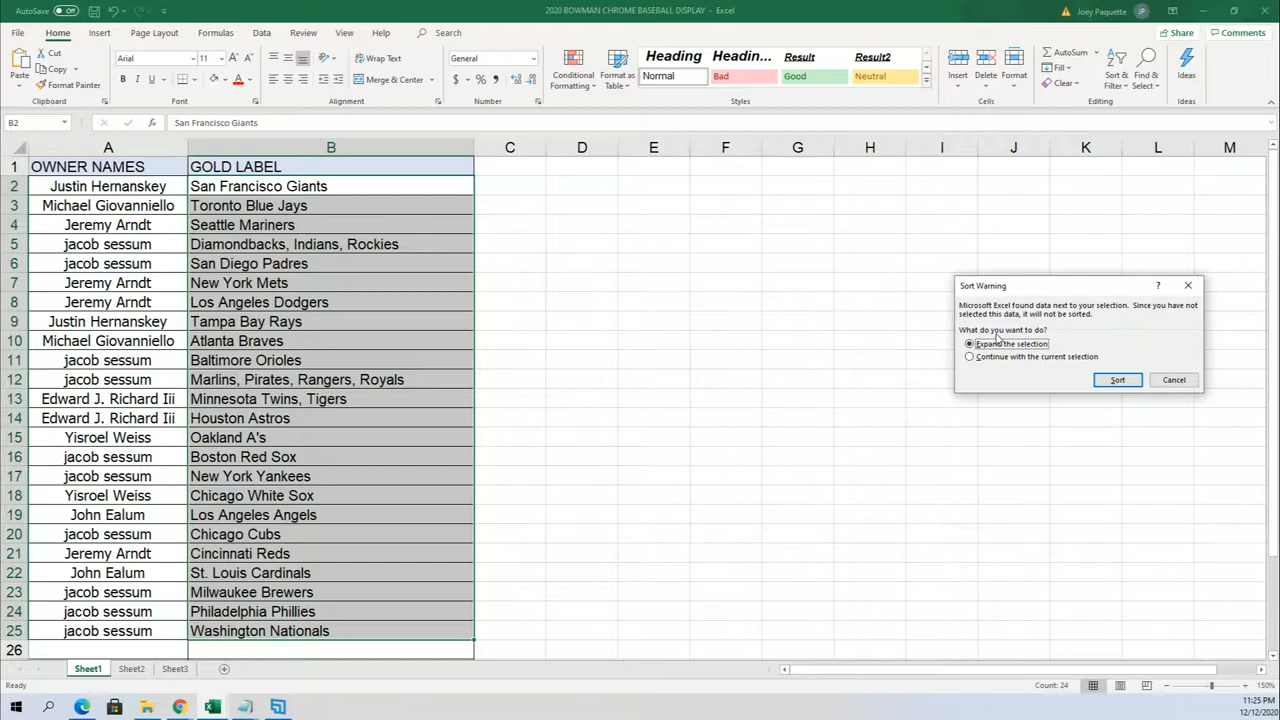 AutoSave Off 2020 BOWMAN CHROME BASEBALL DISPLAY - Excel Joey Paquette JP
File Home Insert Page Layout Formulas Data Review View Help Search Share Comments
Paste Cut Copy Format Painter Clipboard
Arial 11 A A B I U A Font
ab Wrap Text Merge & Center Alignment
General $ % , Number
Conditional Formatting Format as Table
Heading Headin... Result Result2
Normal Bad Good Neutral
Styles
Insert Delete Format Cells
AutoSum Fill Clear Sort & Filter Find & Select Editing
Ideas Ideas
B2 fx San Francisco Giants
A B C D E F G H I J K L M
1 OWNER NAMES GOLD LABEL
2 Justin Hernanskey San Francisco Giants
3 Michael Giovanniello Toronto Blue Jays
4 Jeremy Arndt Seattle Mariners
5 jacob sessum Diamondbacks, Indians, Rockies
6 jacob sessum San Diego Padres
7 Jeremy Arndt New York Mets
8 Jeremy Arndt Los Angeles Dodgers
9 Justin Hernanskey Tampa Bay Rays
10 Michael Giovanniello Atlanta Braves
11 jacob sessum Baltimore Orioles
12 jacob sessum Marlins, Pirates, Rangers, Royals
13 Edward J. Richard Iii Minnesota Twins, Tigers
14 Edward J. Richard Iii Houston Astros
15 Yisroel Weiss Oakland A's
16 jacob sessum Boston Red Sox
17 jacob sessum New York Yankees
18 Yisroel Weiss Chicago White Sox
19 John Ealum Los Angeles Angels
20 jacob sessum Chicago Cubs
21 Jeremy Arndt Cincinnati Reds
22 John Ealum St. Louis Cardinals
23 jacob sessum Milwaukee Brewers
24 jacob sessum Philadelphia Phillies
25 jacob sessum Washington Nationals
26
Sort Warning ?
Microsoft Excel found data next to your selection. Since you have not
selected this data, it will not be sorted.
What do you want to do?
Expand the selection
Continue with the current selection
Sort Cancel
Sheet1 Sheet2 Sheet3
Ready Count: 24 150%
11:25 PM
12/12/2020